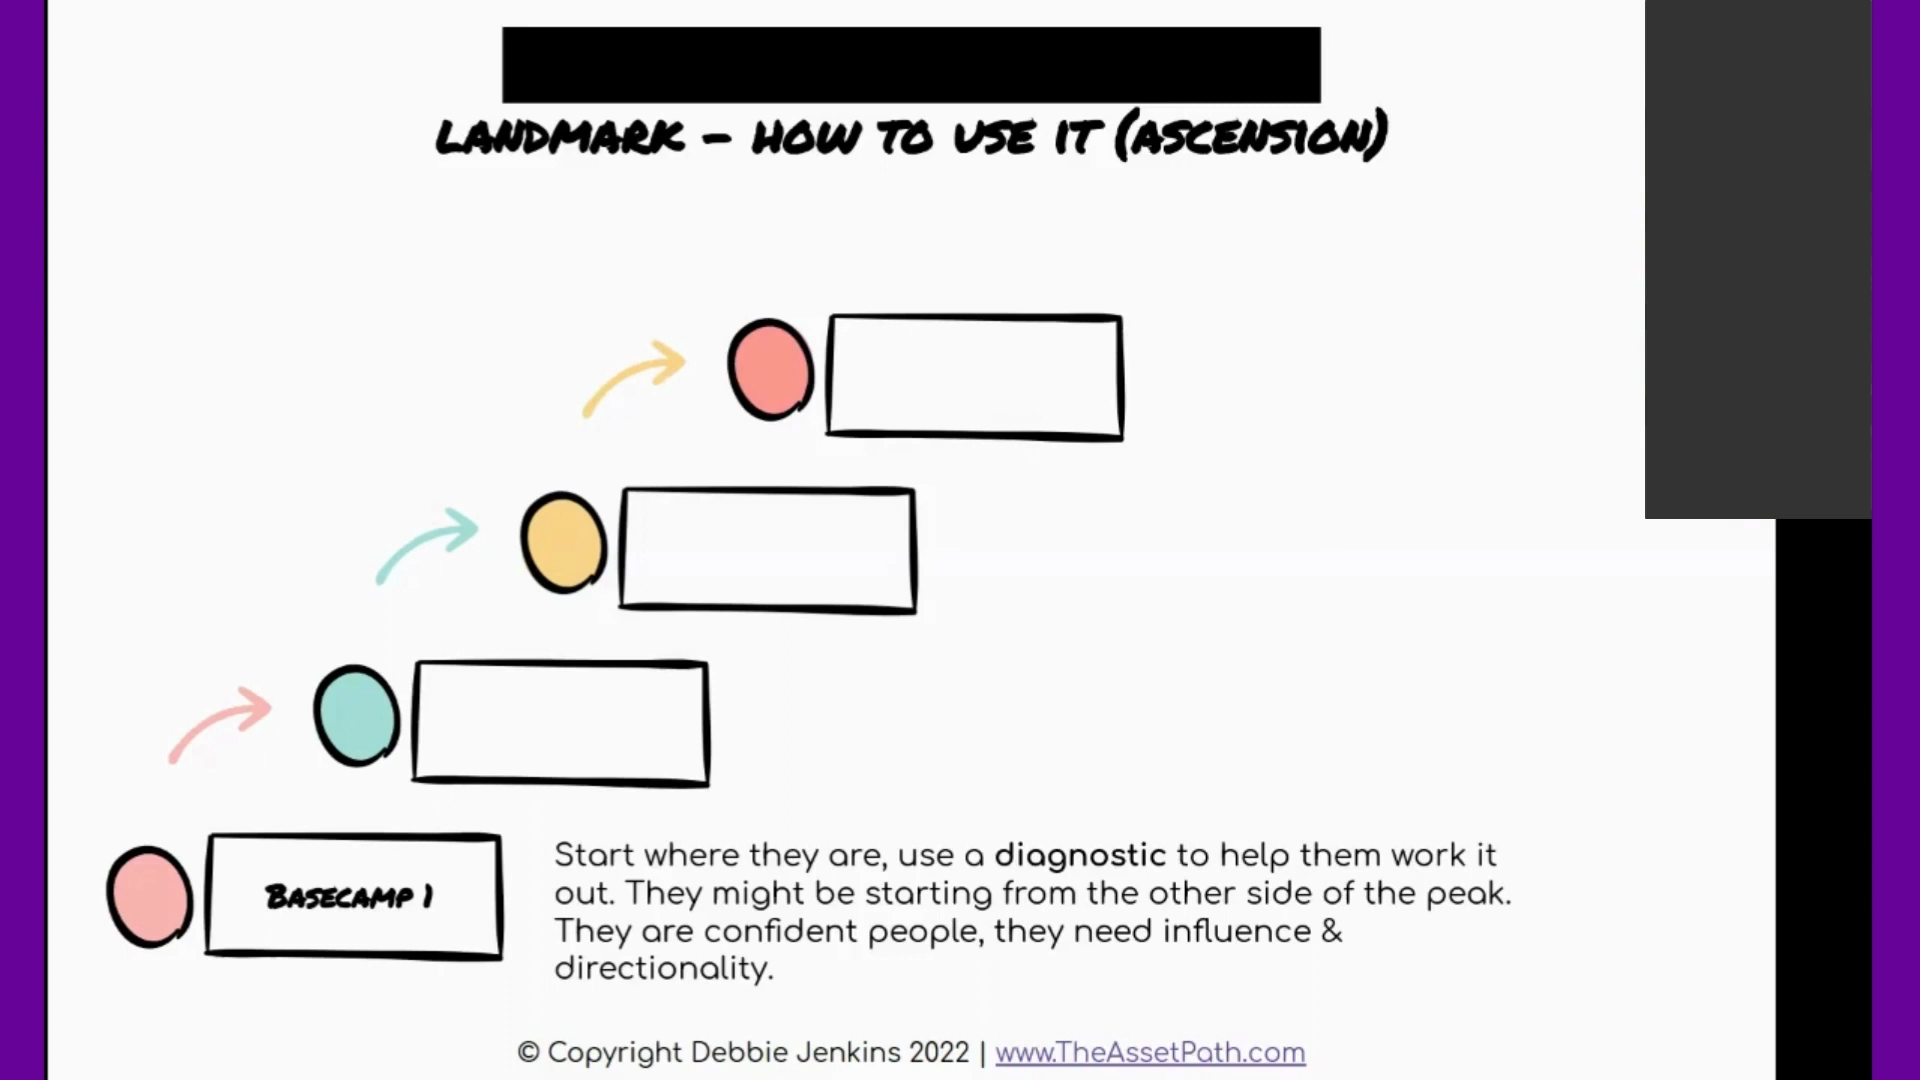 LANDMARK - HOW TO USE IT (ASCENSION)
BASECAMP 1
Start where they are, use a diagnostic to help them work it
out. They might be starting from the other side of the peak.
They are confident people, they need influence &
directionality.
© Copyright Debbie Jenkins 2022 | www.TheAssetPath.com